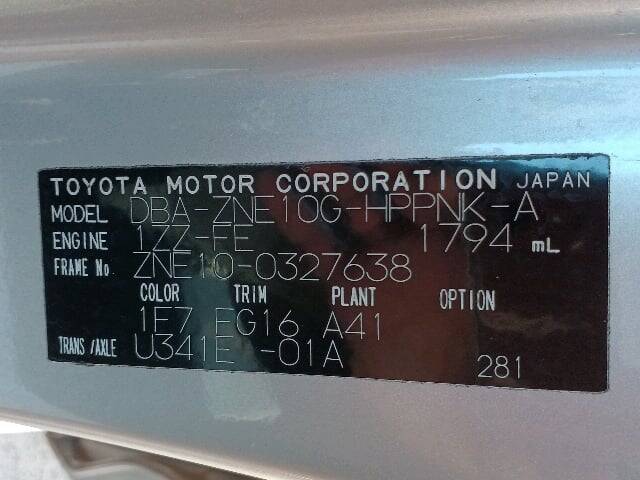 TOYOTA MOTOR CORPORATION JAPAN
MODEL DBA-ZNE10G-HPPNK-A
ENGINE 1ZZ-FE 1794 mL
FRAME No. ZNE10-0327638
COLOR TRIM PLANT OPTION
1F7 FG16 A41
TRANS/AXLE U341E -01A
281